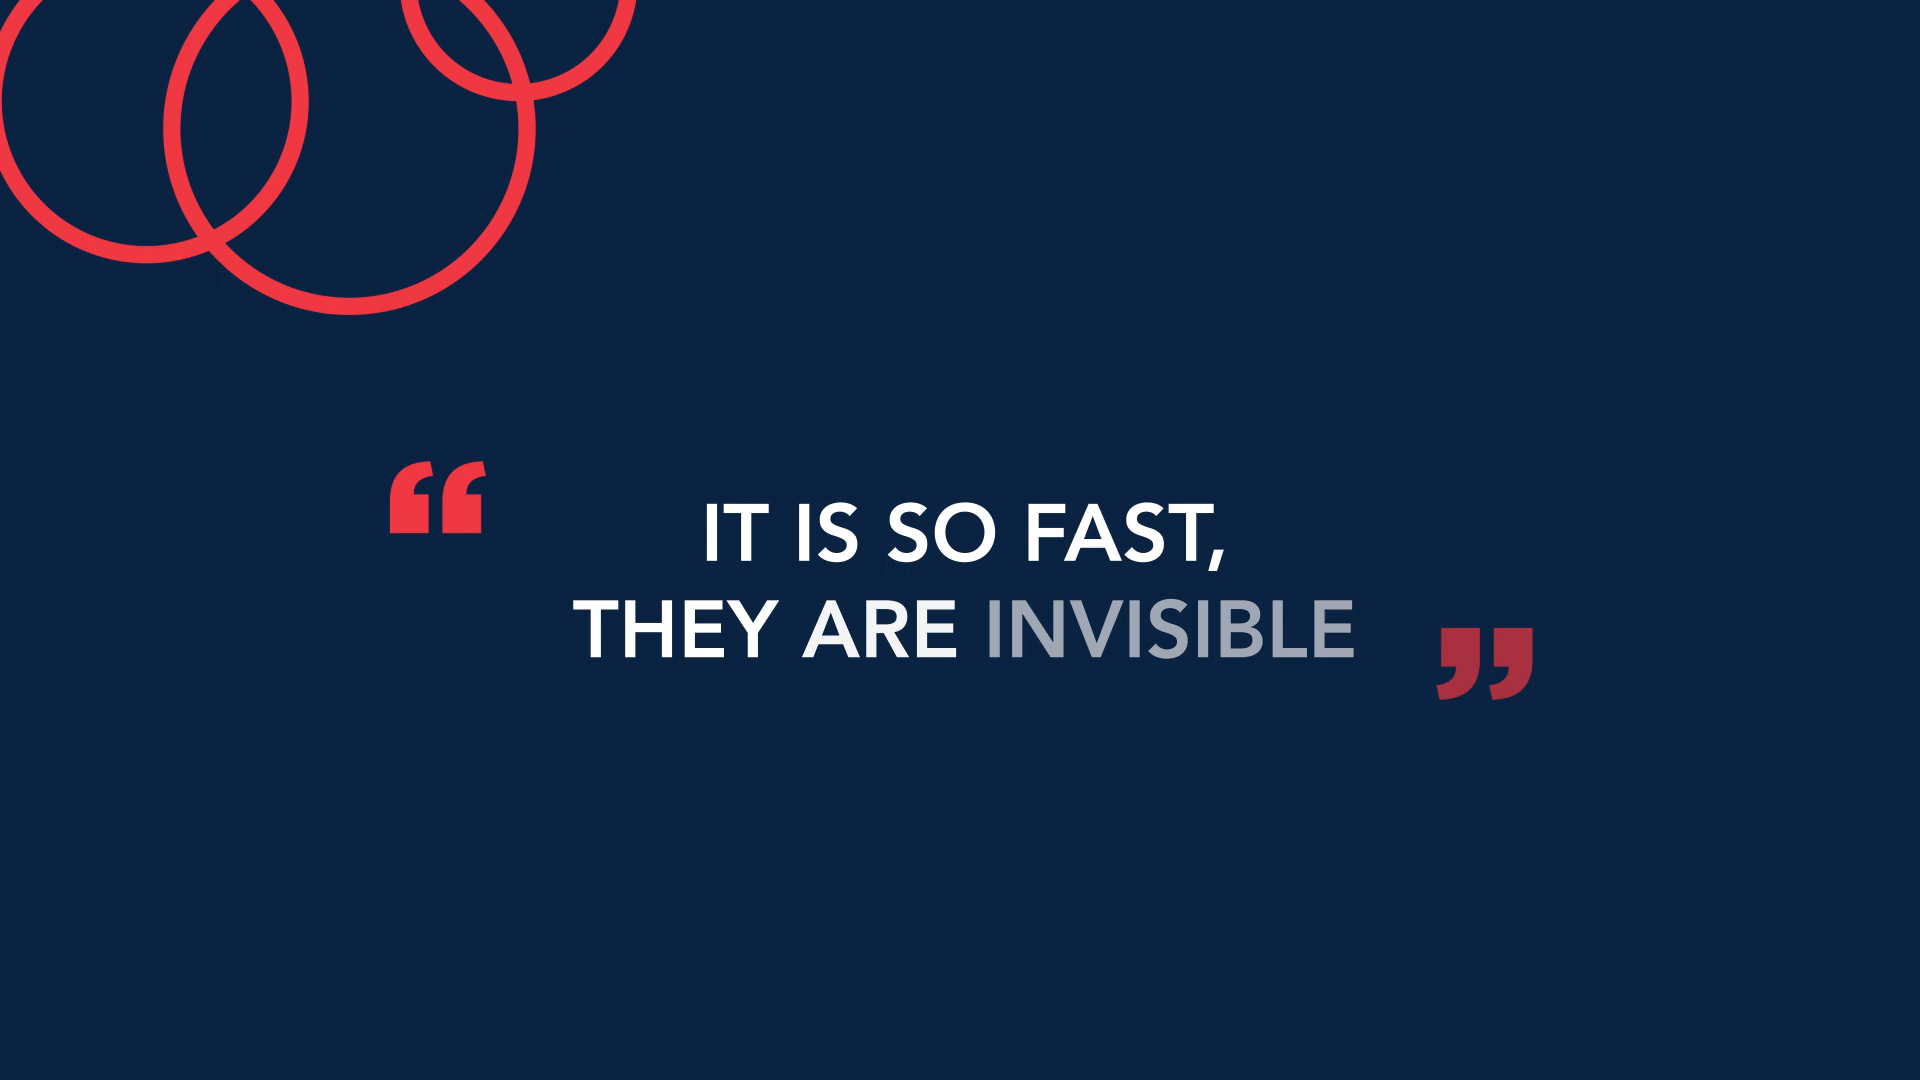 “ IT IS SO FAST,
THEY ARE INVISIBLE ”